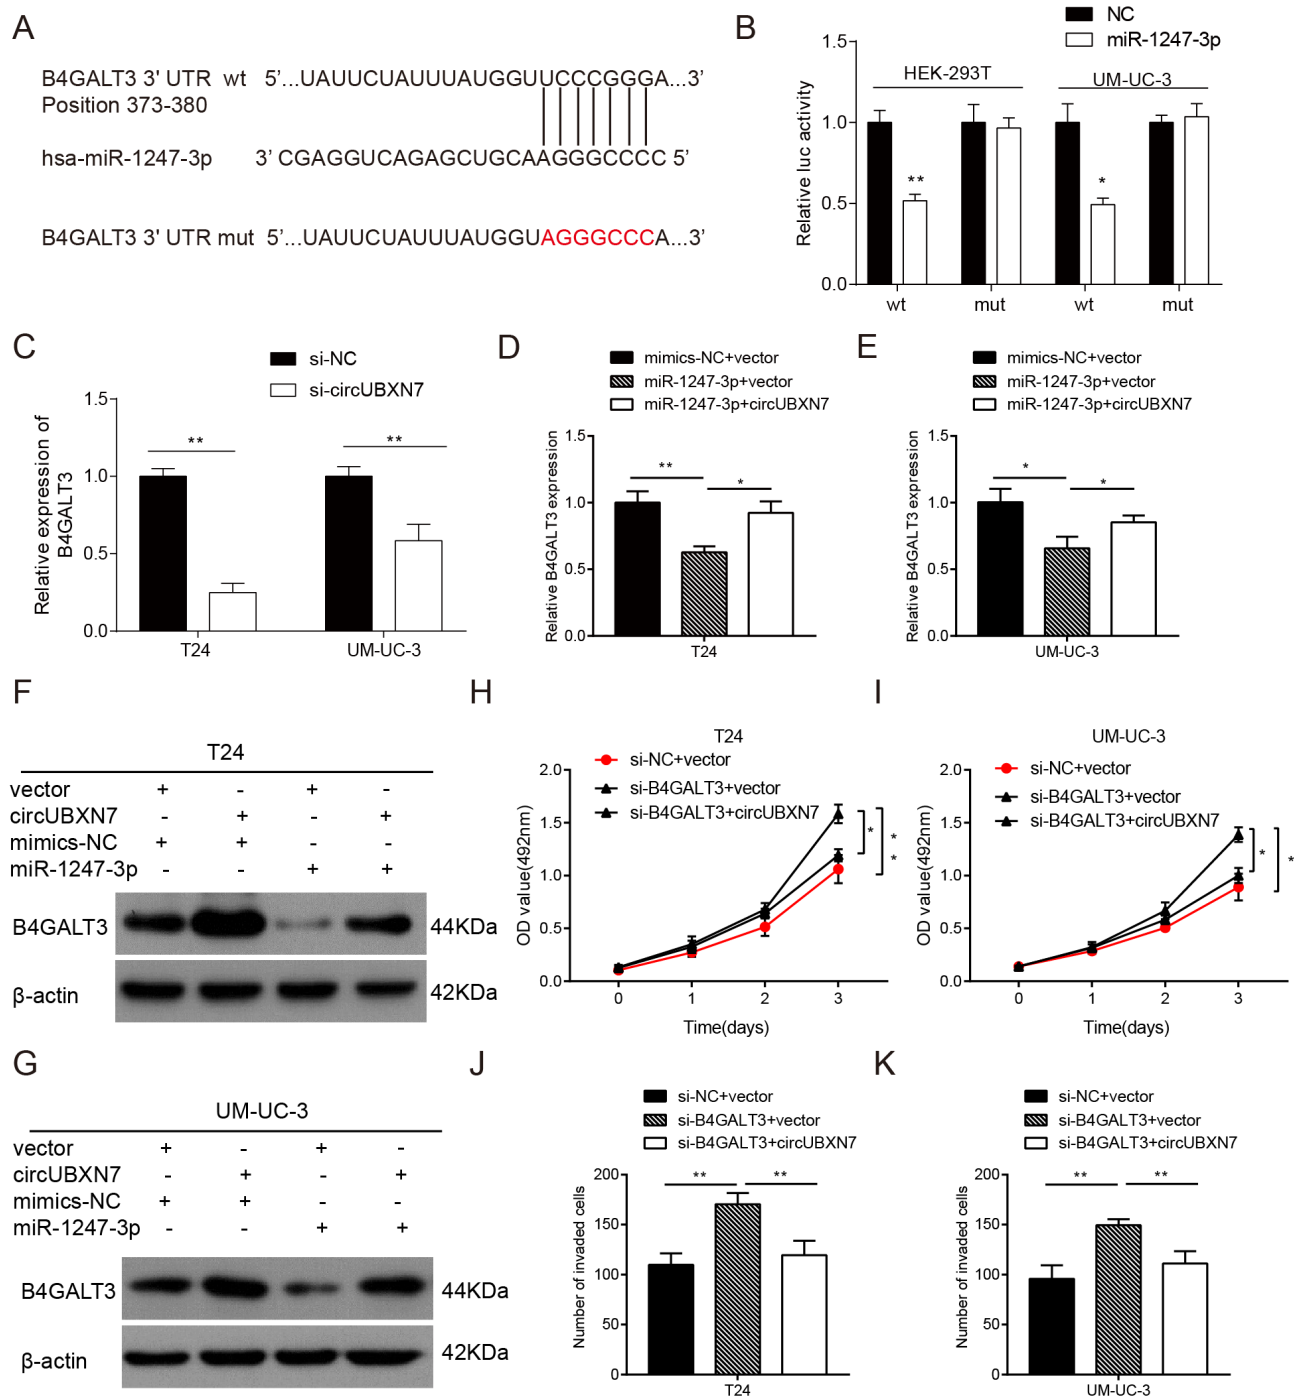 A
B4GALT3 3' UTR wt 5'...UAUUCUAUUUAUGGUUCCCGGGA...3'
Position 373-380
hsa-miR-1247-3p 3' CGAGGUCAGAGCUGCAAGGGCCCC 5'
B4GALT3 3' UTR mut 5'...UAUUCUAUUUAUGGUAGGGCCCA...3'
B
NC
miR-1247-3p
Relative luc activity
1.5
1.0
0.5
0.0
HEK-293T
UM-UC-3
**
*
wt
mut
wt
mut
C
si-NC
si-circUBXN7
Relative expression of
B4GALT3
1.5
1.0
0.5
0.0
**
**
T24
UM-UC-3
D
mimics-NC+vector
miR-1247-3p+vector
miR-1247-3p+circUBXN7
Relative B4GALT3 expression
1.5
1.0
0.5
0.0
**
*
T24
E
mimics-NC+vector
miR-1247-3p+vector
miR-1247-3p+circUBXN7
Relative B4GALT3 expression
1.5
1.0
0.5
0.0
*
*
UM-UC-3
F
T24
vector + - + -
circUBXN7 - + - +
mimics-NC + + - -
miR-1247-3p - - + +
B4GALT3 44KDa
β-actin 42KDa
H
T24
si-NC+vector
si-B4GALT3+vector
si-B4GALT3+circUBXN7
OD value(492nm)
2.0
1.5
1.0
0.5
0.0
*
*
*
0 1 2 3
Time(days)
I
UM-UC-3
si-NC+vector
si-B4GALT3+vector
si-B4GALT3+circUBXN7
OD value(492nm)
2.0
1.5
1.0
0.5
0.0
*
*
0 1 2 3
Time(days)
G
UM-UC-3
vector + - + -
circUBXN7 - + - +
mimics-NC + + - -
miR-1247-3p - - + +
B4GALT3 44KDa
β-actin 42KDa
J
si-NC+vector
si-B4GALT3+vector
si-B4GALT3+circUBXN7
Number of invaded cells
200
150
100
50
0
**
**
T24
K
si-NC+vector
si-B4GALT3+vector
si-B4GALT3+circUBXN7
Number of invaded cells
200
150
100
50
0
**
**
UM-UC-3